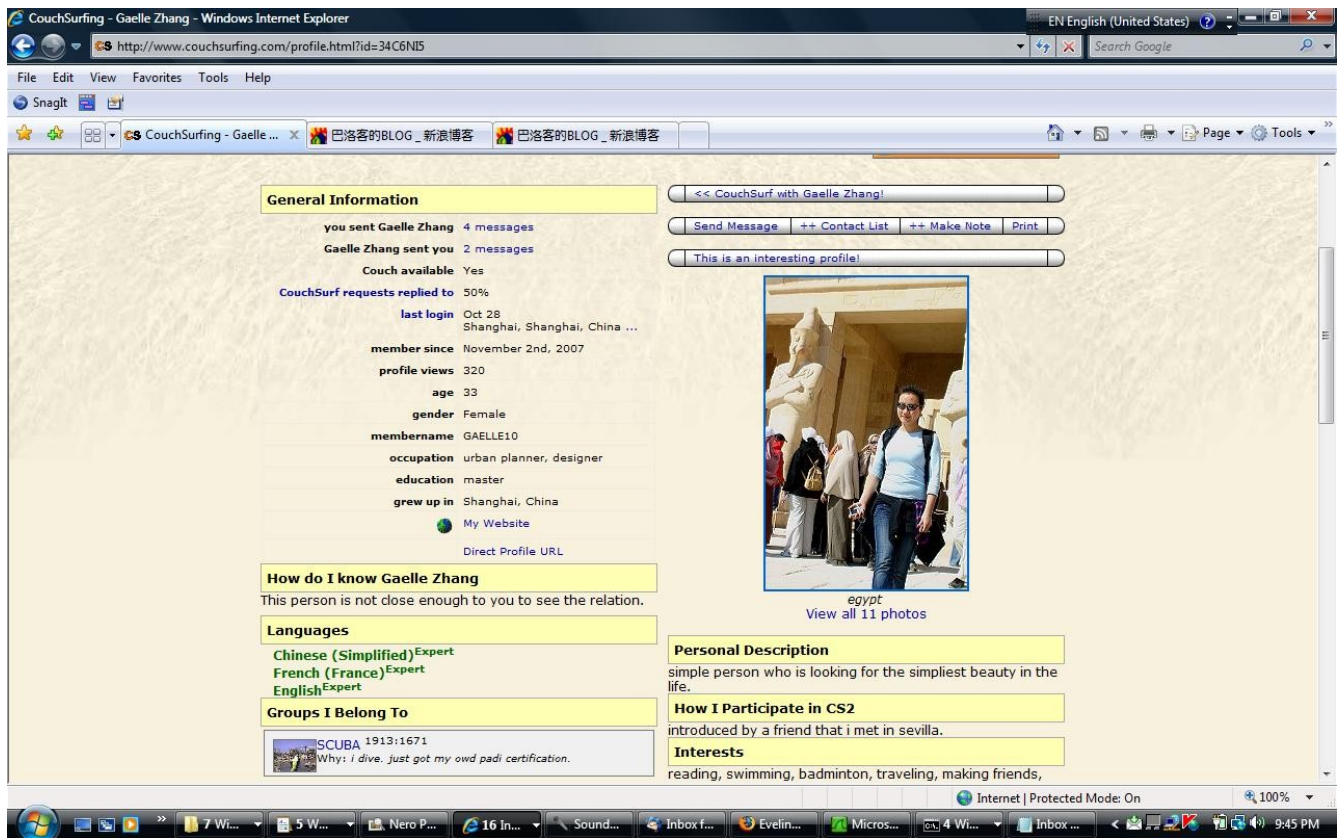 CouchSurfing - Gaelle Zhang - Windows Internet Explorer
EN English (United States)
http://www.couchsurfing.com/profile.html?id=34C6NI5
Search Google
File Edit View Favorites Tools Help
SnagIt
CouchSurfing - Gaelle ...
巴洛客的BLOG_新浪博客
巴洛客的BLOG_新浪博客
Page
Tools
General Information
you sent Gaelle Zhang 4 messages
Gaelle Zhang sent you 2 messages
Couch available Yes
CouchSurf requests replied to 50%
last login Oct 28
Shanghai, Shanghai, China ...
member since November 2nd, 2007
profile views 320
age 33
gender Female
membername GAELLE10
occupation urban planner, designer
education master
grew up in Shanghai, China
My Website
Direct Profile URL
How do I know Gaelle Zhang
This person is not close enough to you to see the relation.
Languages
Chinese (Simplified) Expert
French (France) Expert
English Expert
Groups I Belong To
SCUBA 1913:1671
Why: i dive. just got my owd padi certification.
<< CouchSurf with Gaelle Zhang!
Send Message ++ Contact List ++ Make Note Print
This is an interesting profile!
egypt
View all 11 photos
Personal Description
simple person who is looking for the simpliest beauty in the
life.
How I Participate in CS2
introduced by a friend that i met in sevilla.
Interests
reading, swimming, badminton, traveling, making friends,
Internet | Protected Mode: On
100%
7 Wi...
5 W...
Nero P...
16 In...
Sound...
Inbox f...
Evelin...
Micros...
4 Wi...
Inbox ...
9:45 PM